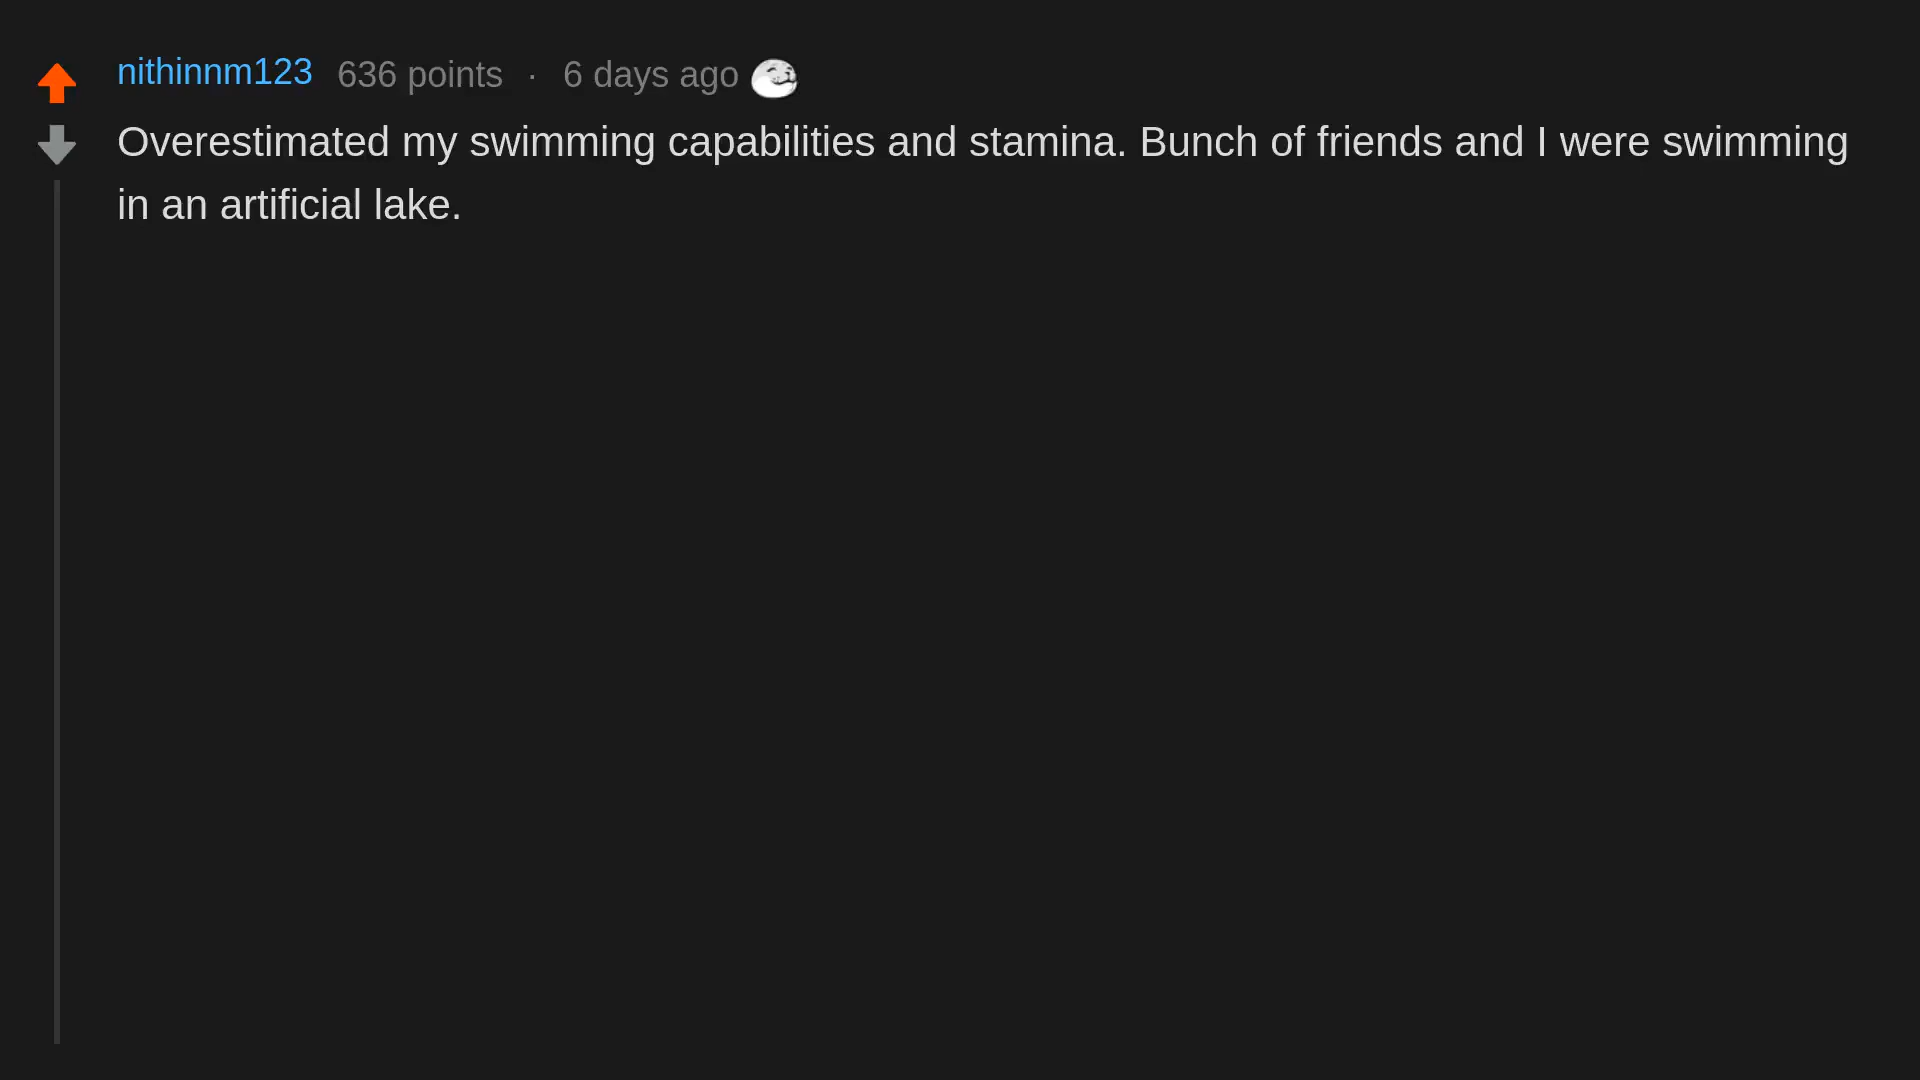 nithinnm123 636 points · 6 days ago
Overestimated my swimming capabilities and stamina. Bunch of friends and I were swimming
in an artificial lake.